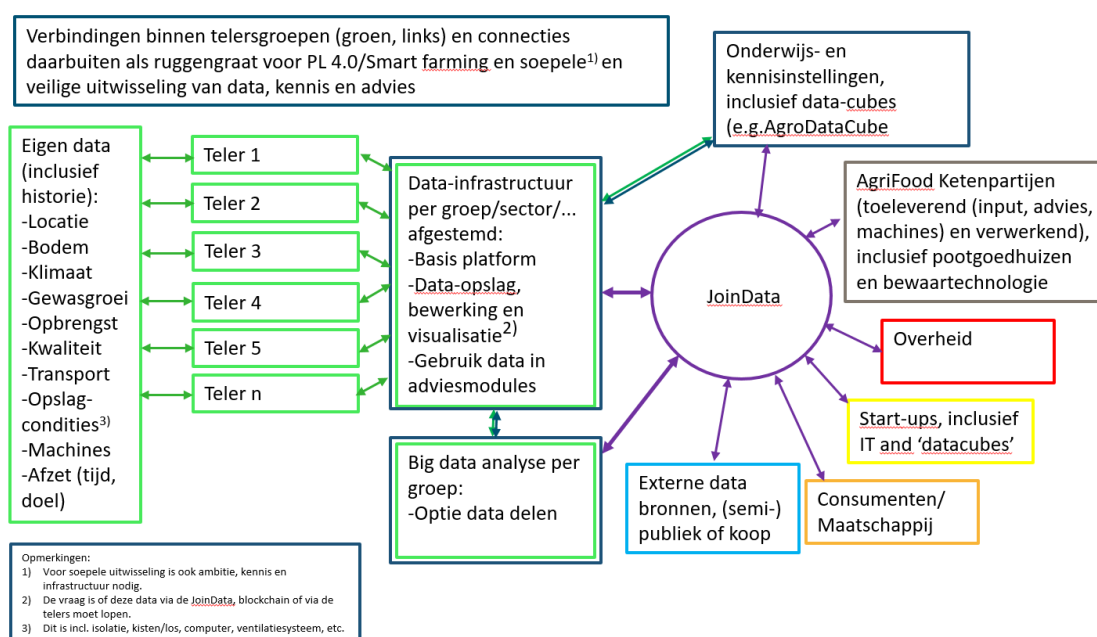 Verbindingen binnen telersgroepen (groen, links) en connecties
daarbuiten als ruggengraat voor PL 4.0/Smart farming en soepele¹⁾ en
veilige uitwisseling van data, kennis en advies
Onderwijs- en
kennisinstellingen,
inclusief data-cubes
(e.g.AgroDataCube
Eigen data
(inclusief
historie):
-Locatie
-Bodem
-Klimaat
-Gewasgroei
-Opbrengst
-Kwaliteit
-Transport
-Opslag-
condities³⁾
-Machines
-Afzet (tijd,
doel)
Teler 1
Teler 2
Teler 3
Teler 4
Teler 5
Teler n
Data-infrastructuur
per groep/sector/...
afgestemd:
-Basis platform
-Data-opslag,
bewerking en
visualisatie²⁾
-Gebruik data in
adviesmodules
Big data analyse per
groep:
-Optie data delen
JoinData
AgriFood Ketenpartijen
(toeleverend (input, advies,
machines) en verwerkend),
inclusief pootgoedhuizen
en bewaartechnologie
Overheid
Start-ups, inclusief
IT and ‘datacubes’
Consumenten/
Maatschappij
Externe data
bronnen, (semi-)
publiek of koop
Opmerkingen:
1) Voor soepele uitwisseling is ook ambitie, kennis en
infrastructuur nodig.
2) De vraag is of deze data via de JoinData, blockchain of via de
telers moet lopen.
3) Dit is incl. isolatie, kisten/los, computer, ventilatiesysteem, etc.